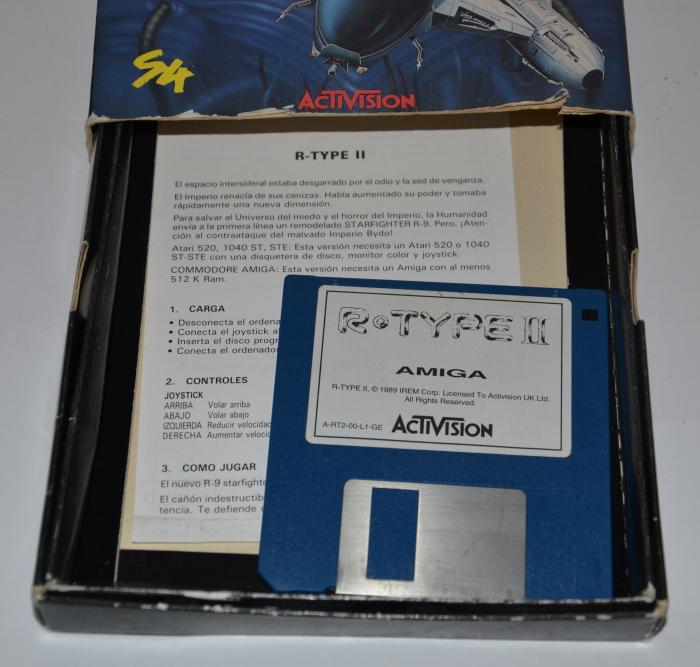 S4
ACTIVISION
R-TYPE II
El espacio intersideral estaba desgarrado por el odio y la sed de venganza.
El Imperio renacía de sus cenizas. Había aumentado su poder y tomaba
rápidamente una nueva dimensión.
Para salvar al Universo del miedo y el horror del Imperio, la Humanidad
envía a la primera línea un remodelado STARFIGHTER R-9. Pero, ¡Aten-
ción al contraataque del malvado Imperio Bydo!
Atari 520, 1040 ST, STE: Esta versión necesita un Atari 520 o 1040
ST-STE con una disquetera de disco, monitor color y joystick.
COMMODORE AMIGA: Esta versión necesita un Amiga con al menos
512 K Ram.
1. CARGA
• Desconecta el ordena
• Conecta el joystick a
• Inserta el disco progr
• Conecta el ordenado
2. CONTROLES
JOYSTICK
ARRIBA Volar arriba
ABAJO Volar abajo
IZQUIERDA Reducir velocidad
DERECHA Aumentar veloci
3. COMO JUGAR
El nuevo R-9 starfighte
El cañón indestructib
tencia. Te defiende
R•TYPE II
AMIGA
R-TYPE II, © 1989 IREM Corp. Licensed To Activision UK Ltd.
All Rights Reserved.
A-RT2-00-L1-GE ACTIVISION